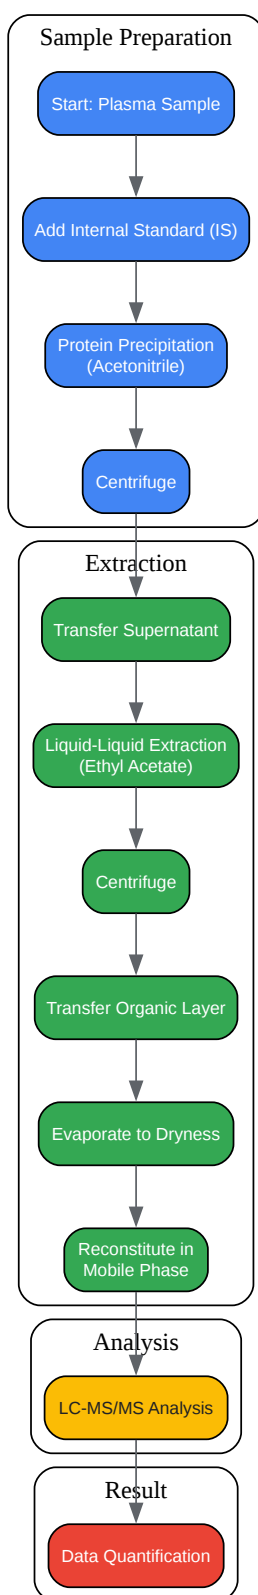 Sample Preparation
Start: Plasma Sample
Add Internal Standard (IS)
Protein Precipitation
(Acetonitrile)
Centrifuge
Extraction
Transfer Supernatant
Liquid-Liquid Extraction
(Ethyl Acetate)
Centrifuge
Transfer Organic Layer
Evaporate to Dryness
Reconstitute in
Mobile Phase
Analysis
LC-MS/MS Analysis
Result
Data Quantification